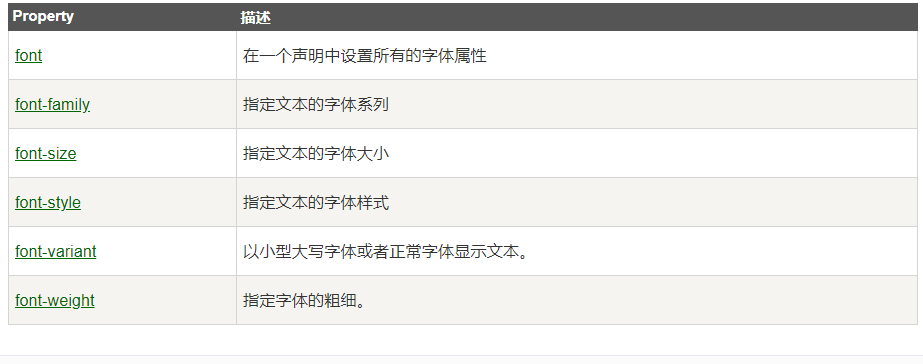 Property 描述
font 在一个声明中设置所有的字体属性
font-family 指定文本的字体系列
font-size 指定文本的字体大小
font-style 指定文本的字体样式
font-variant 以小型大写字体或者正常字体显示文本。
font-weight 指定字体的粗细。